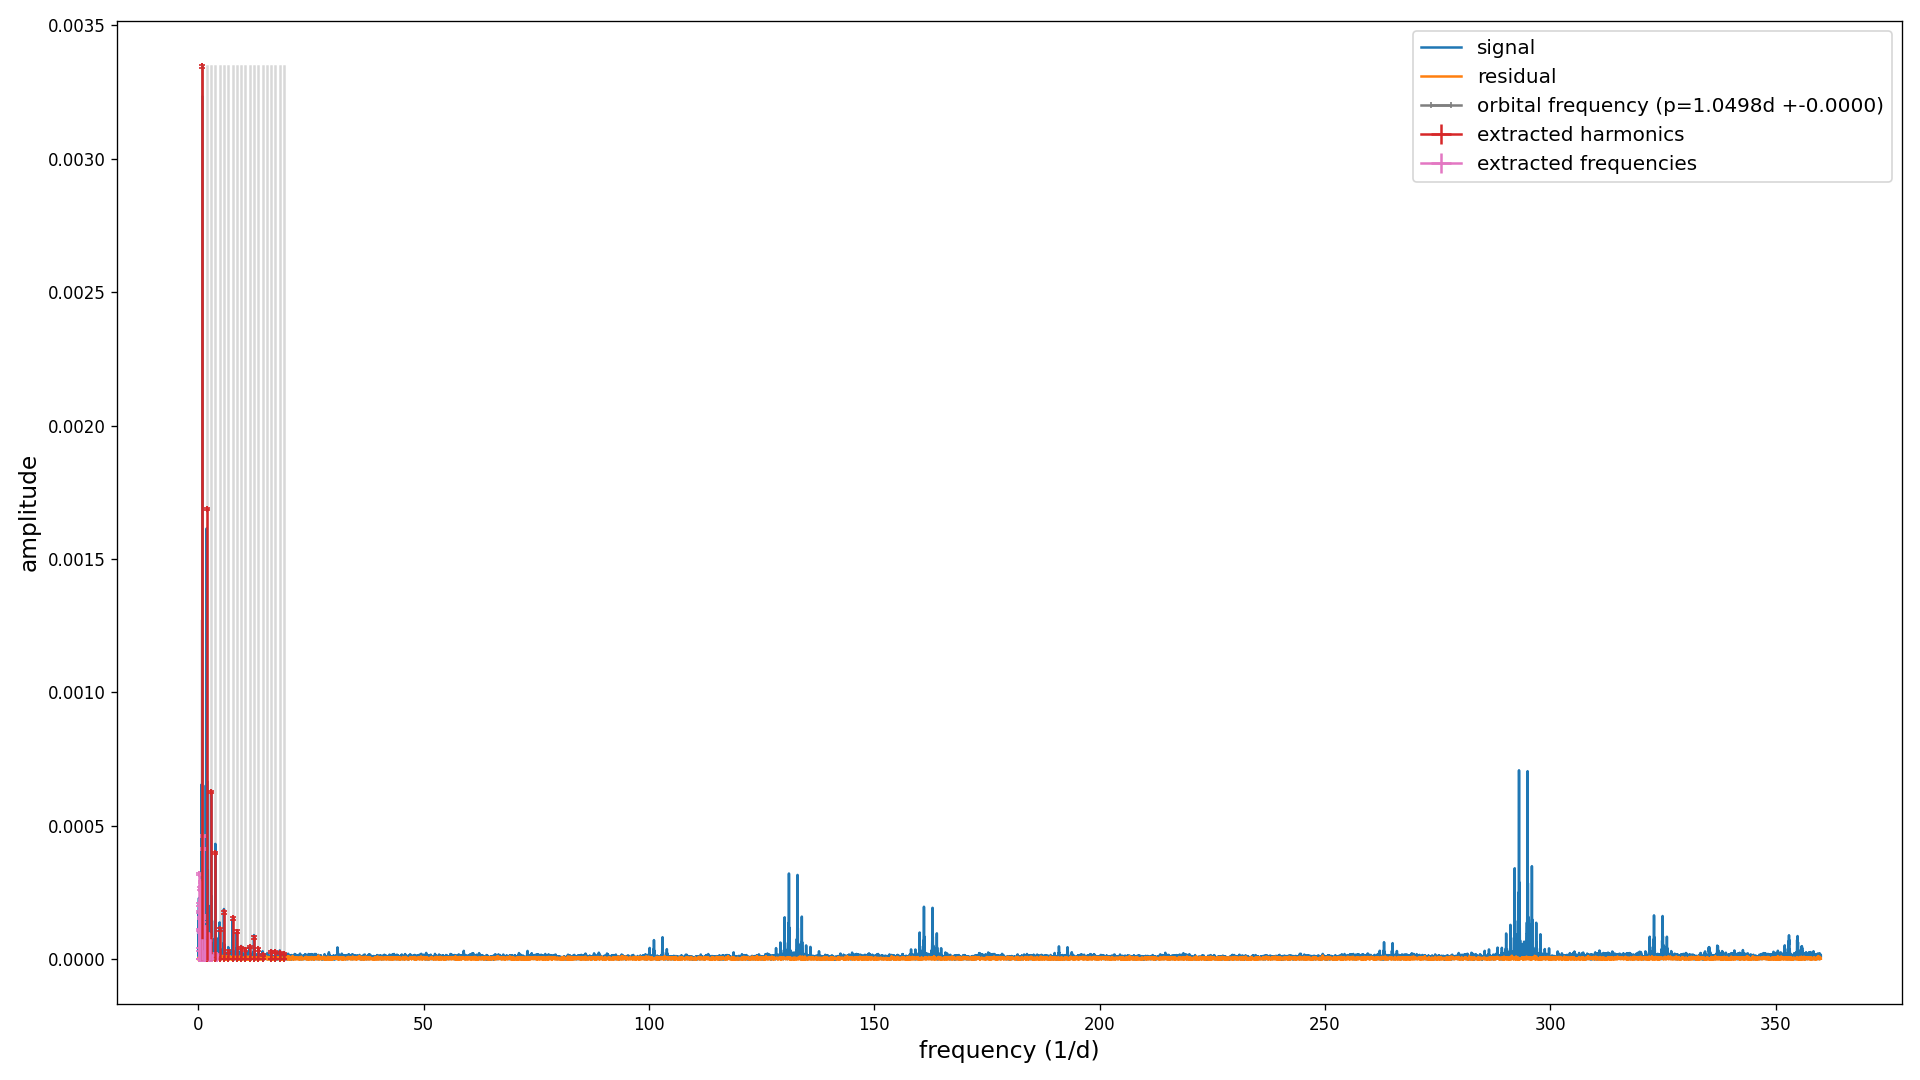 0.0035
0.0030
0.0025
0.0020
0.0015
0.0010
0.0005
0.0000
amplitude
signal
residual
orbital frequency (p=1.0498d +-0.0000)
extracted harmonics
extracted frequencies
0 50 100 150 200 250 300 350
frequency (1/d)